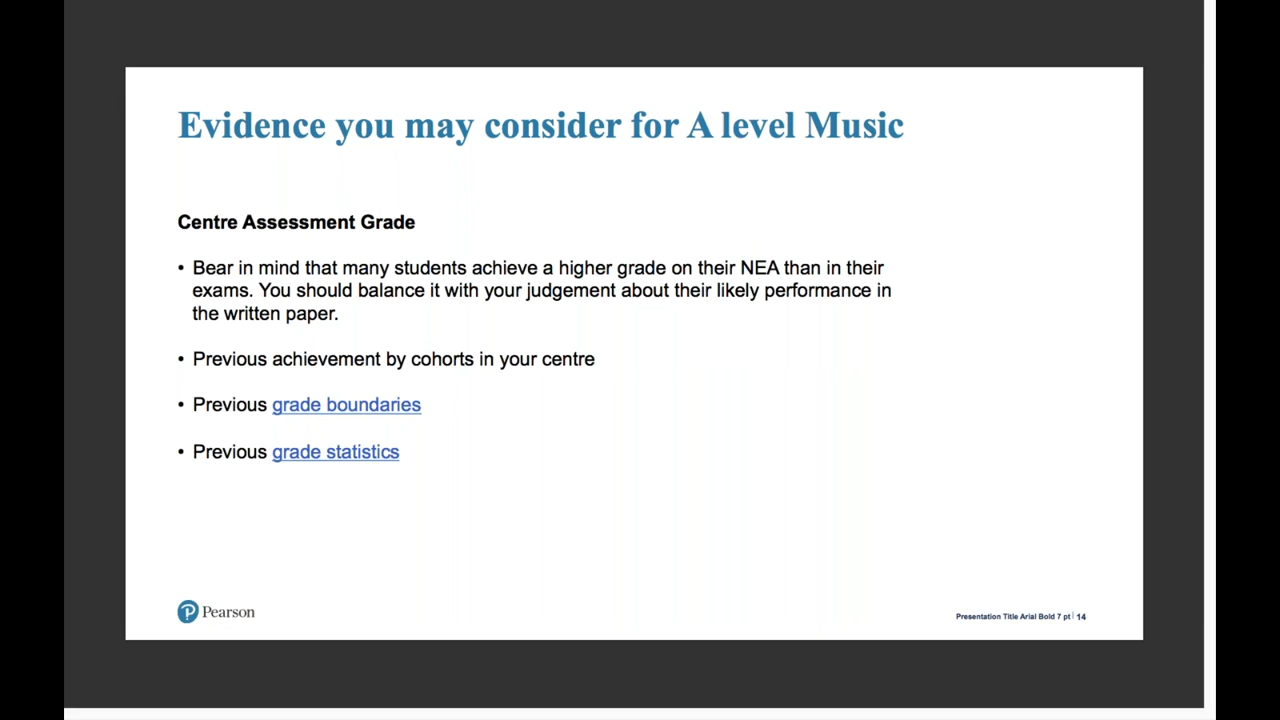 Evidence you may consider for A level Music
Centre Assessment Grade
• Bear in mind that many students achieve a higher grade on their NEA than in their
exams. You should balance it with your judgement about their likely performance in
the written paper.
• Previous achievement by cohorts in your centre
• Previous grade boundaries
• Previous grade statistics
Pearson
Presentation Title Arial Bold 7 pt | 14